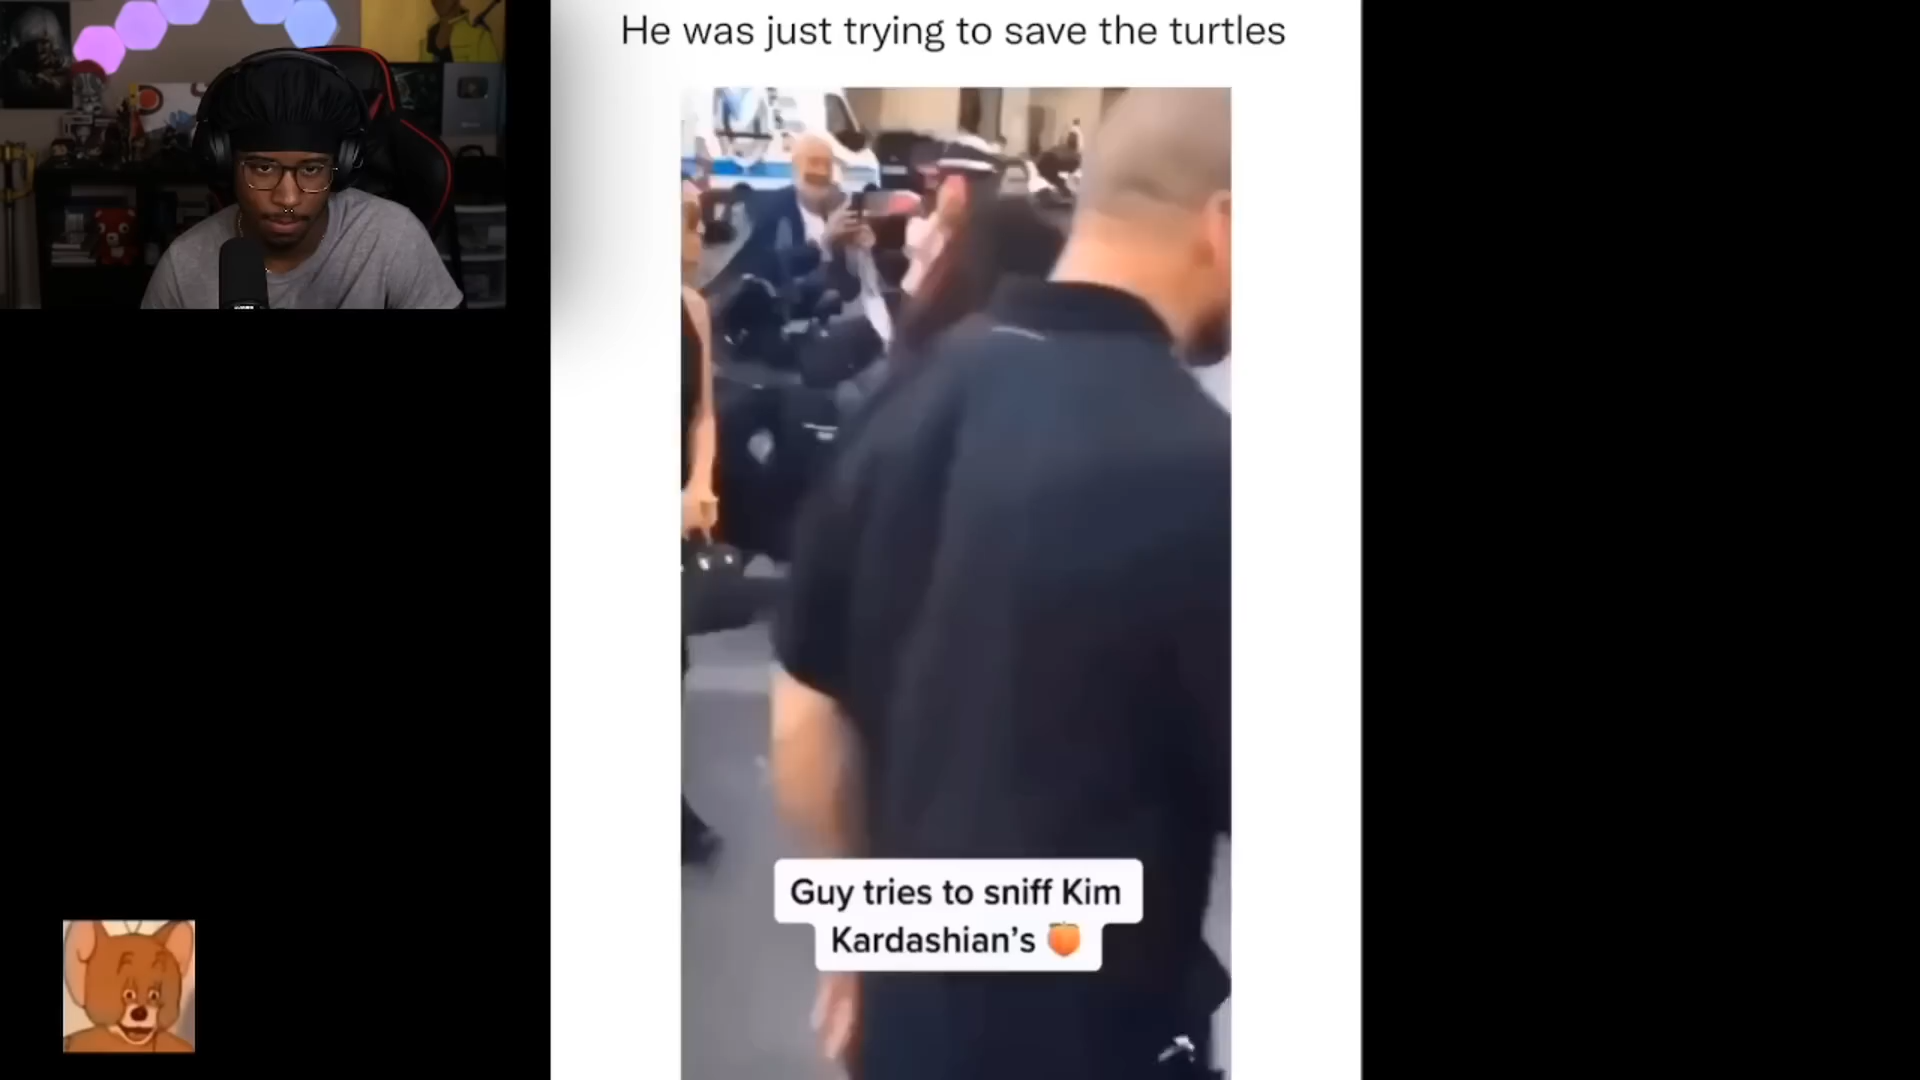 He was just trying to save the turtles
Guy tries to sniff Kim
Kardashian's 🍑